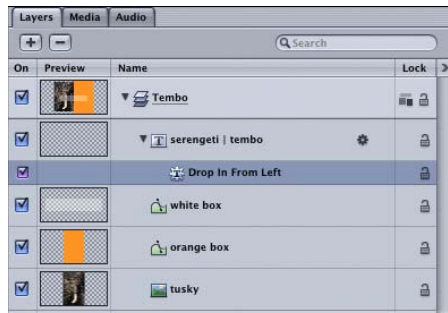 Layers Media Audio
Search
On Preview Name Lock
Tembo
serengeti | tembo
Drop In From Left
white box
orange box
tusky